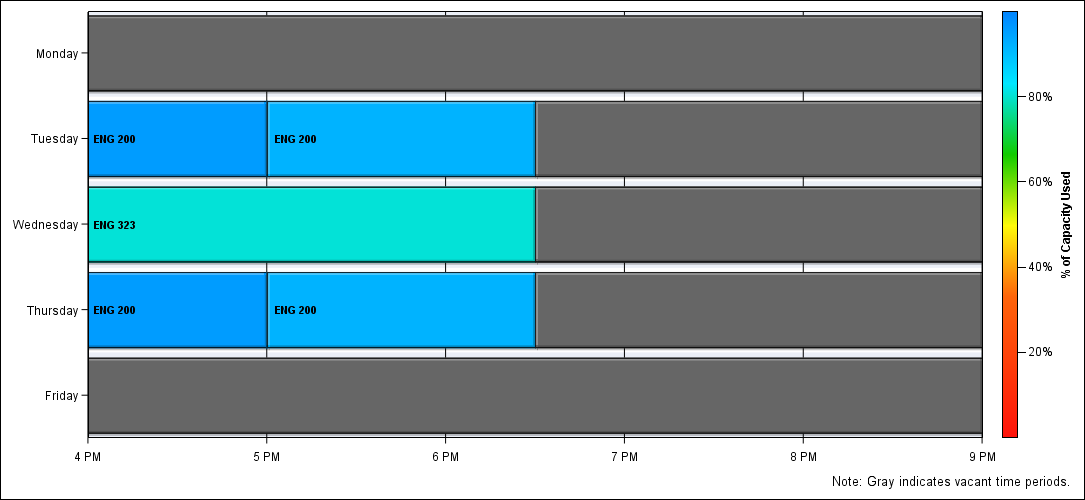 Monday
Tuesday
ENG 200
ENG 200
Wednesday
ENG 323
Thursday
ENG 200
ENG 200
Friday
4 PM
5 PM
6 PM
7 PM
8 PM
9 PM
80%
60%
40%
20%
% of Capacity Used
Note: Gray indicates vacant time periods.